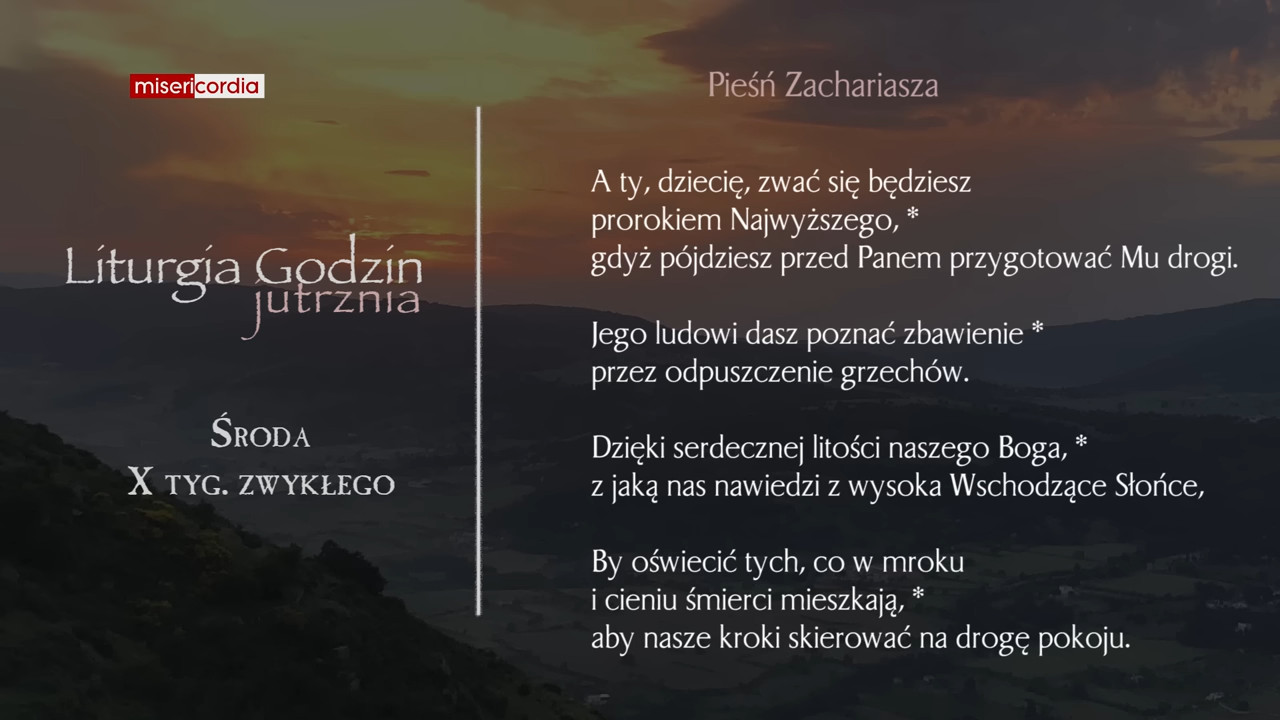 misericordia
Liturgia Godzin
jutrznia
Środa
X tyg. zwykłego
Pieśń Zachariasza
A ty, dziecię, zwać się będziesz
prorokiem Najwyższego, *
gdyż pójdziesz przed Panem przygotować Mu drogi.
Jego ludowi dasz poznać zbawienie *
przez odpuszczenie grzechów.
Dzięki serdecznej litości naszego Boga, *
z jaką nas nawiedzi z wysoka Wschodzące Słońce,
By oświecić tych, co w mroku
i cieniu śmierci mieszkają, *
aby nasze kroki skierować na drogę pokoju.